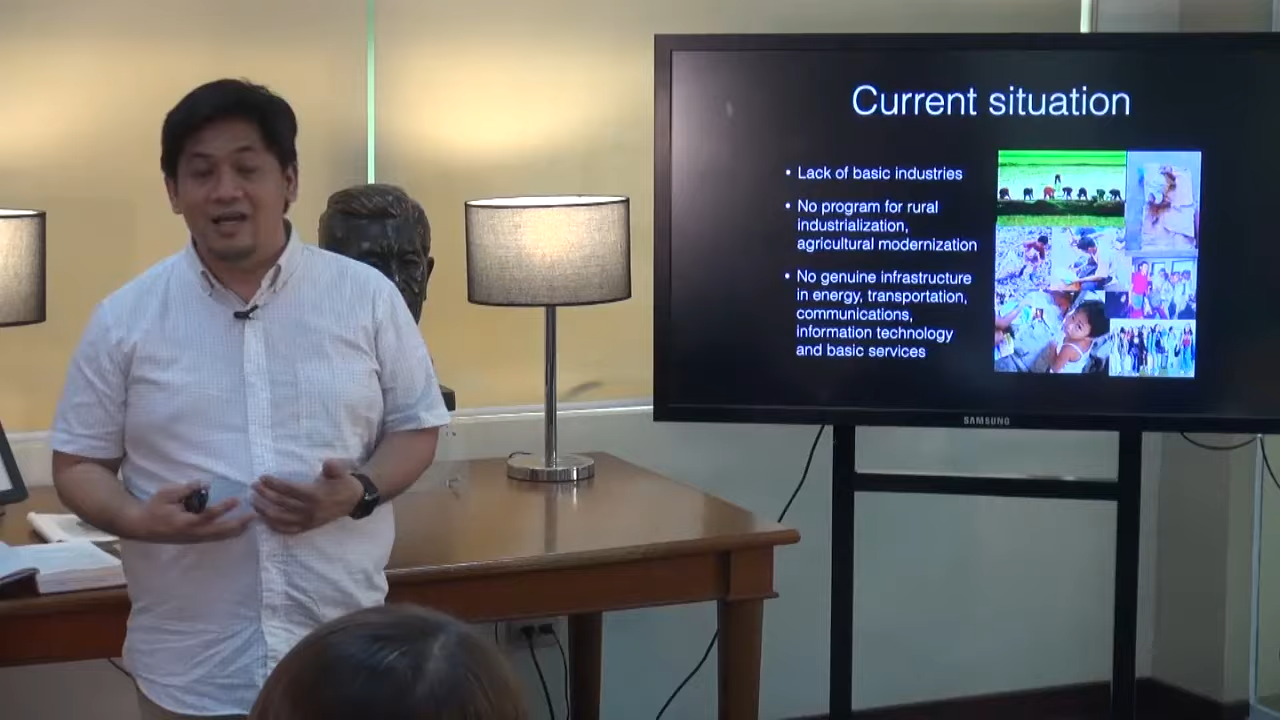 Current situation
• Lack of basic industries
• No program for rural
industrialization,
agricultural modernization
• No genuine infrastructure
in energy, transportation,
communications,
information technology
and basic services
SAMSUNG